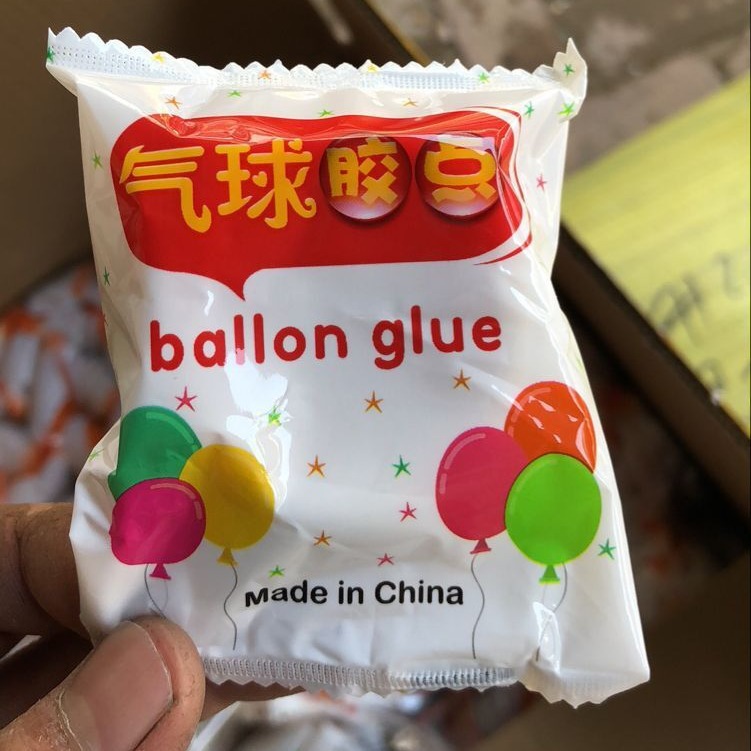 气球胶点
ballon glue
Made in China